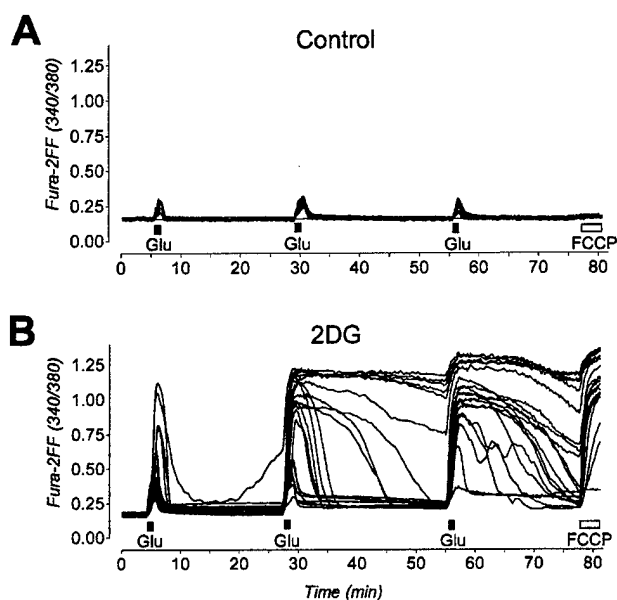 A
Control
Fura-2FF (340/380)
1.25
1.00
0.75
0.50
0.25
0.00
Glu
Glu
Glu
FCCP
0 10 20 30 40 50 60 70 80
B
2DG
Fura-2FF (340/380)
1.25
1.00
0.75
0.50
0.25
0.00
Glu
Glu
Glu
FCCP
0 10 20 30 40 50 60 70 80
Time (min)